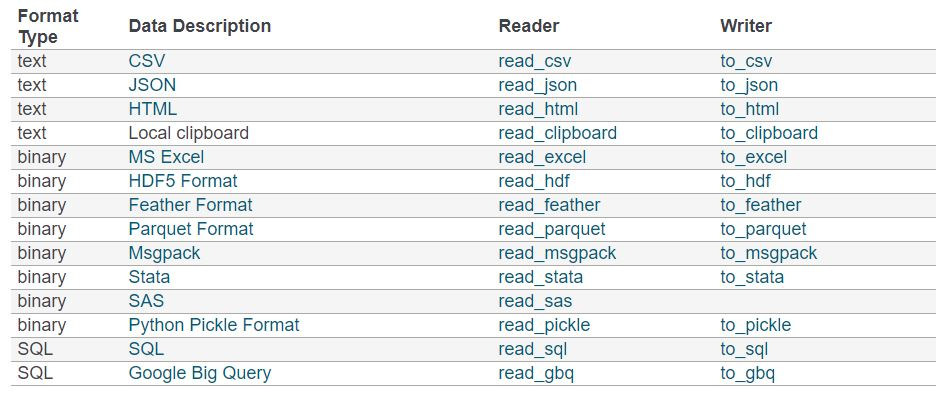 Format Type Data Description Reader Writer
text CSV read_csv to_csv
text JSON read_json to_json
text HTML read_html to_html
text Local clipboard read_clipboard to_clipboard
binary MS Excel read_excel to_excel
binary HDF5 Format read_hdf to_hdf
binary Feather Format read_feather to_feather
binary Parquet Format read_parquet to_parquet
binary Msgpack read_msgpack to_msgpack
binary Stata read_stata to_stata
binary SAS read_sas
binary Python Pickle Format read_pickle to_pickle
SQL SQL read_sql to_sql
SQL Google Big Query read_gbq to_gbq